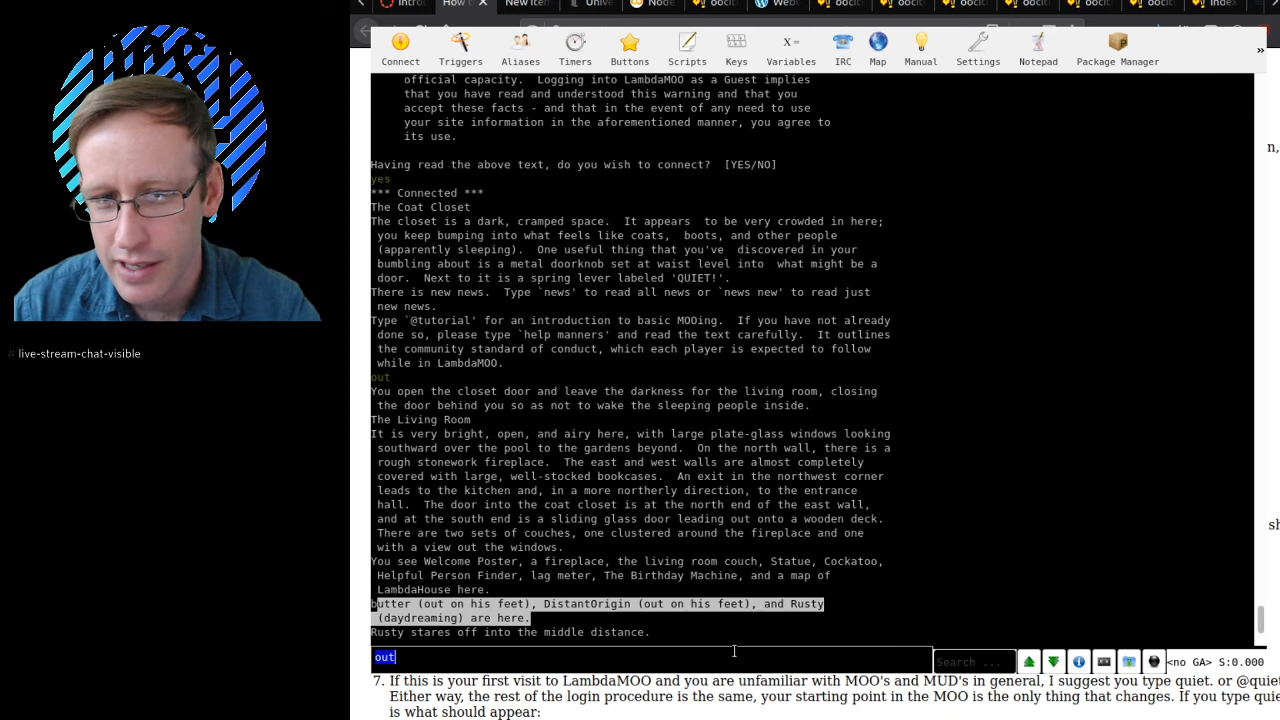 Intro
How t
New Item
Unive
Node
oocit
Webc
oocit
oocit
oocit
oocit
oocit
oocit
Index
Connect
Triggers
Aliases
Timers
Buttons
Scripts
Keys
X =
Variables
IRC
Map
Manual
Settings
Notepad
Package Manager
»
official capacity. Logging into LambdaMOO as a Guest implies
that you have read and understood this warning and that you
accept these facts - and that in the event of any need to use
your site information in the aforementioned manner, you agree to
its use.
Having read the above text, do you wish to connect? [YES/NO]
yes
*** Connected ***
The Coat Closet
The closet is a dark, cramped space. It appears to be very crowded in here;
you keep bumping into what feels like coats, boots, and other people
(apparently sleeping). One useful thing that you've discovered in your
bumbling about is a metal doorknob set at waist level into what might be a
door. Next to it is a spring lever labeled 'QUIET!'.
There is new news. Type `news' to read all news or `news new' to read just
new news.
Type `@tutorial' for an introduction to basic MOOing. If you have not already
done so, please type `help manners' and read the text carefully. It outlines
the community standard of conduct, which each player is expected to follow
while in LambdaMOO.
out
You open the closet door and leave the darkness for the living room, closing
the door behind you so as not to wake the sleeping people inside.
The Living Room
It is very bright, open, and airy here, with large plate-glass windows looking
southward over the pool to the gardens beyond. On the north wall, there is a
rough stonework fireplace. The east and west walls are almost completely
covered with large, well-stocked bookcases. An exit in the northwest corner
leads to the kitchen and, in a more northerly direction, to the entrance
hall. The door into the coat closet is at the north end of the east wall,
and at the south end is a sliding glass door leading out onto a wooden deck.
There are two sets of couches, one clustered around the fireplace and one
with a view out the windows.
You see Welcome Poster, a fireplace, the living room couch, Statue, Cockatoo,
Helpful Person Finder, lag meter, The Birthday Machine, and a map of
LambdaHouse here.
butter (out on his feet), DistantOrigin (out on his feet), and Rusty
(daydreaming) are here.
Rusty stares off into the middle distance.
out
Search ...
<no GA> S:0.000
n,
sh
7. If this is your first visit to LambdaMOO and you are unfamiliar with MOO's and MUD's in general, I suggest you type quiet. or @quie
Either way, the rest of the login procedure is the same, your starting point in the MOO is the only thing that changes. If you type quie
is what should appear:
# live-stream-chat-visible